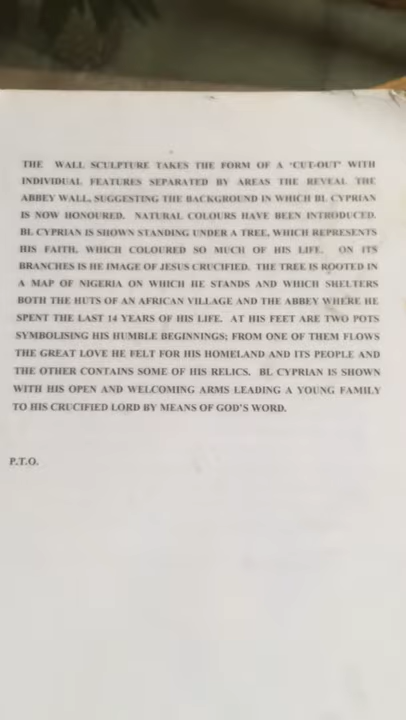 THE WALL SCULPTURE TAKES THE FORM OF A 'CUT-OUT' WITH
INDIVIDUAL FEATURES SEPARATED BY AREAS THE REVEAL THE
ABBEY WALL, SUGGESTING THE BACKGROUND IN WHICH BL CYPRIAN
IS NOW HONOURED. NATURAL COLOURS HAVE BEEN INTRODUCED.
BL CYPRIAN IS SHOWN STANDING UNDER A TREE, WHICH REPRESENTS
HIS FAITH, WHICH COLOURED SO MUCH OF HIS LIFE. ON ITS
BRANCHES IS HE IMAGE OF JESUS CRUCIFIED. THE TREE IS ROOTED IN
A MAP OF NIGERIA ON WHICH HE STANDS AND WHICH SHELTERS
BOTH THE HUTS OF AN AFRICAN VILLAGE AND THE ABBEY WHERE HE
SPENT THE LAST 14 YEARS OF HIS LIFE. AT HIS FEET ARE TWO POTS
SYMBOLISING HIS HUMBLE BEGINNINGS; FROM ONE OF THEM FLOWS
THE GREAT LOVE HE FELT FOR HIS HOMELAND AND ITS PEOPLE AND
THE OTHER CONTAINS SOME OF HIS RELICS. BL CYPRIAN IS SHOWN
WITH HIS OPEN AND WELCOMING ARMS LEADING A YOUNG FAMILY
TO HIS CRUCIFIED LORD BY MEANS OF GOD'S WORD.
P.T.O.